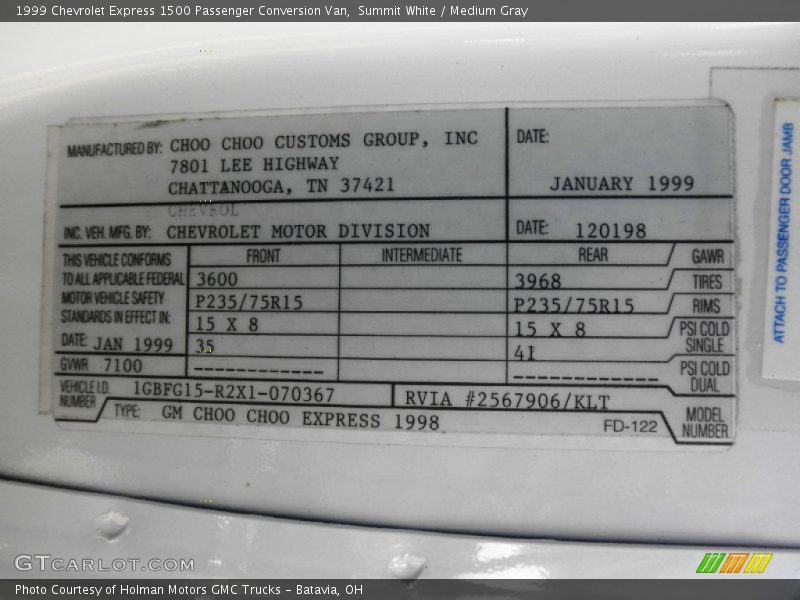 1999 Chevrolet Express 1500 Passenger Conversion Van, Summit White / Medium Gray
MANUFACTURED BY: CHOO CHOO CUSTOMS GROUP, INC
7801 LEE HIGHWAY
CHATTANOOGA, TN 37421
DATE:
JANUARY 1999
CHEVROL
INC. VEH. MFG. BY: CHEVROLET MOTOR DIVISION
DATE: 120198
THIS VEHICLE CONFORMS
TO ALL APPLICABLE FEDERAL
MOTOR VEHICLE SAFETY
STANDARDS IN EFFECT IN:
DATE: JAN 1999
GVWR 7100
FRONT INTERMEDIATE REAR GAWR
3600 3968 TIRES
P235/75R15 P235/75R15 RIMS
15 X 8 15 X 8 PSI COLD SINGLE
35 41
------------ ------------ PSI COLD DUAL
VEHICLE I.D. NUMBER 1GBFG15-R2X1-070367 RVIA #2567906/KLT
TYPE: GM CHOO CHOO EXPRESS 1998 FD-122 MODEL NUMBER
ATTACH TO PASSENGER DOOR JAMB
GTCARLOT.COM
Photo Courtesy of Holman Motors GMC Trucks - Batavia, OH